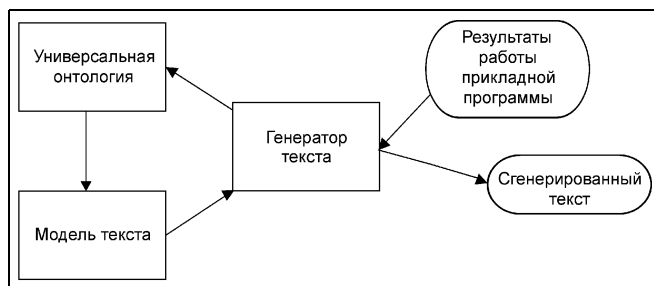 Универсальная
онтология
Результаты
работы
прикладной
программы
Генератор
текста
Сгенерированный
текст
Модель текста